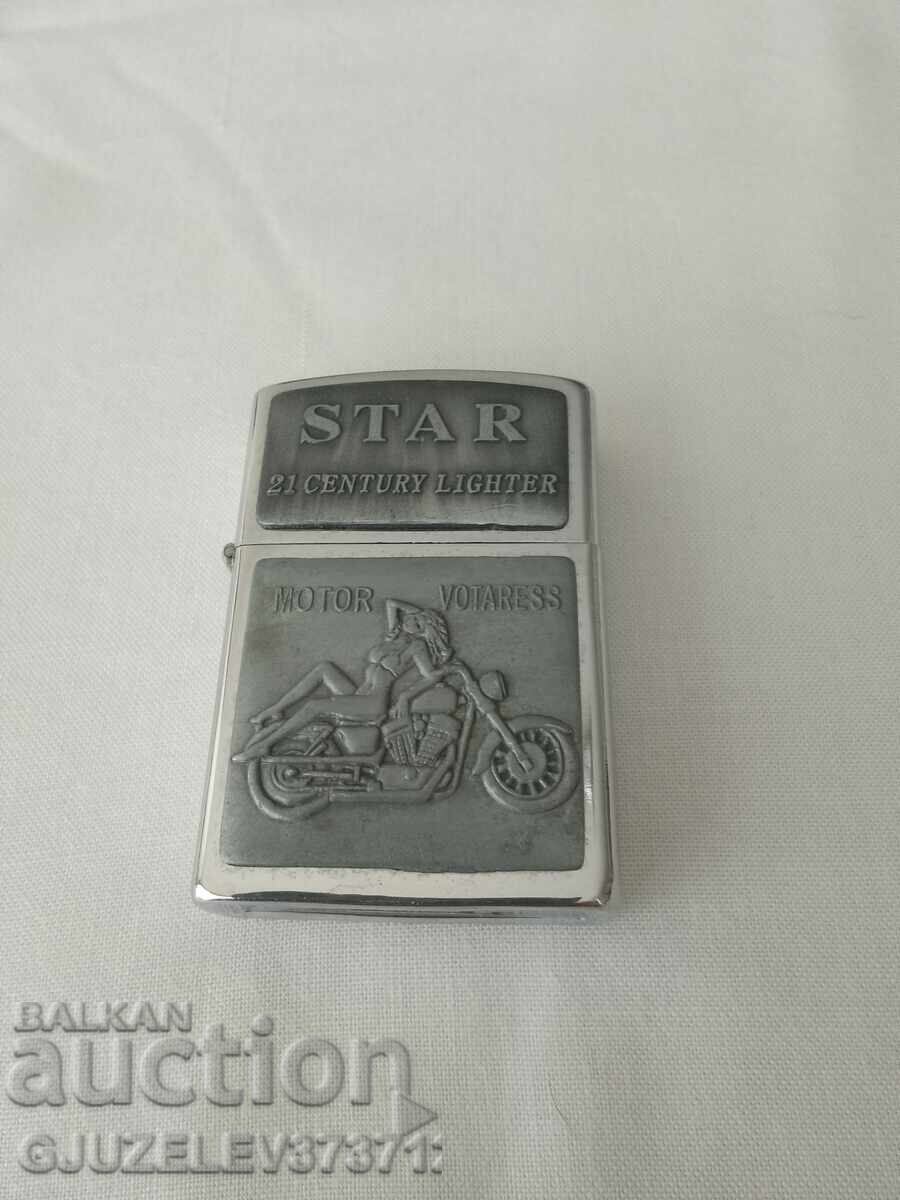 STAR
21 CENTURY LIGHTER
MOTOR VOTARESS
BALKAN
auction
GJUZELEV37371